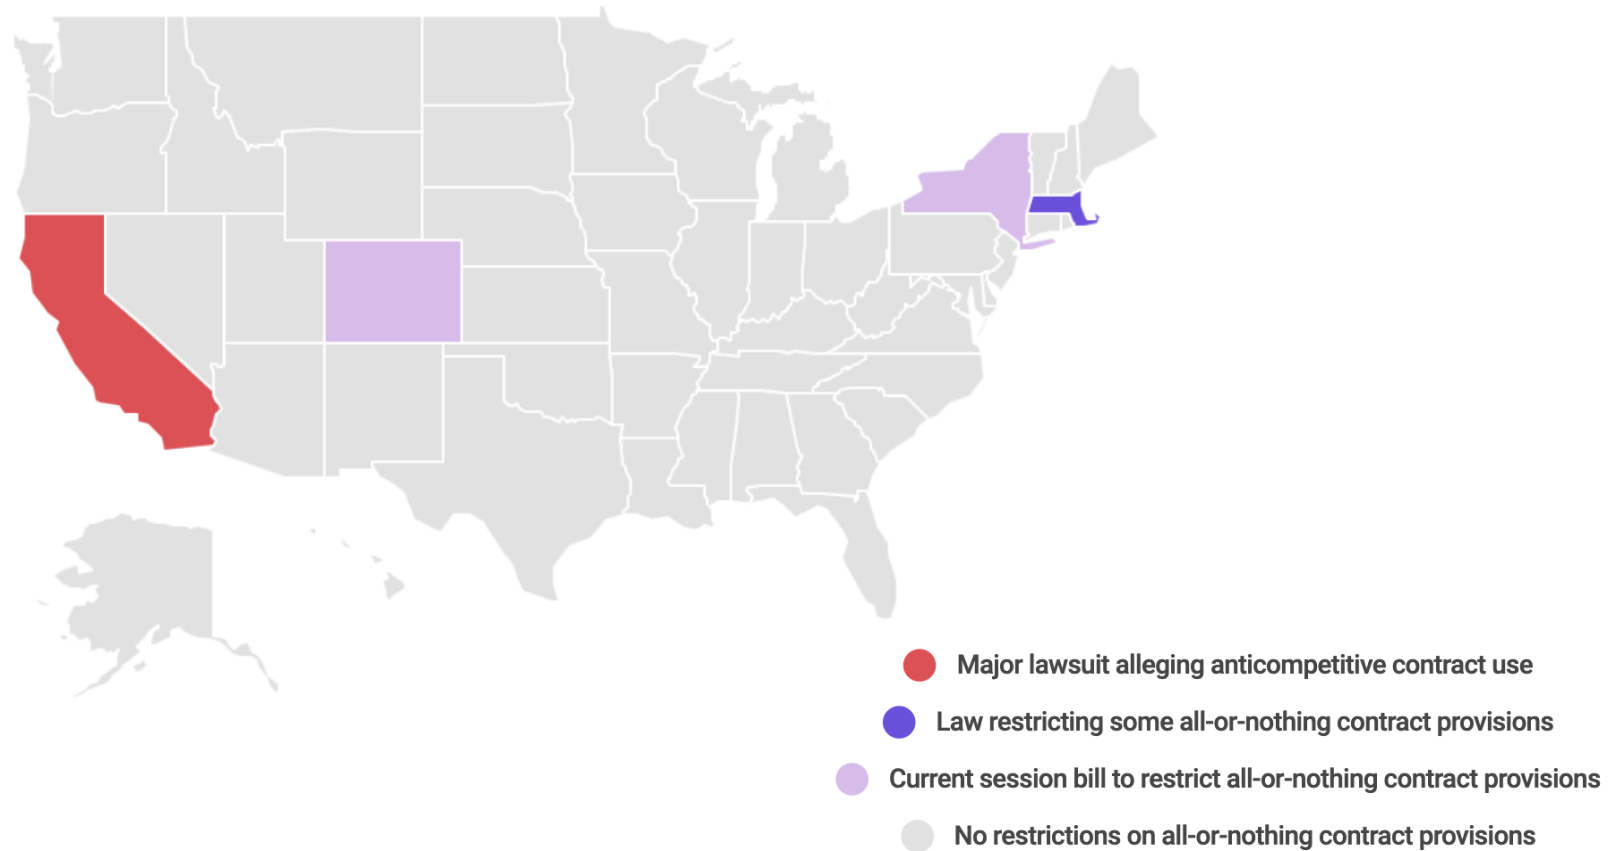 Major lawsuit alleging anticompetitive contract use
Law restricting some all-or-nothing contract provisions
Current session bill to restrict all-or-nothing contract provisions
No restrictions on all-or-nothing contract provisions